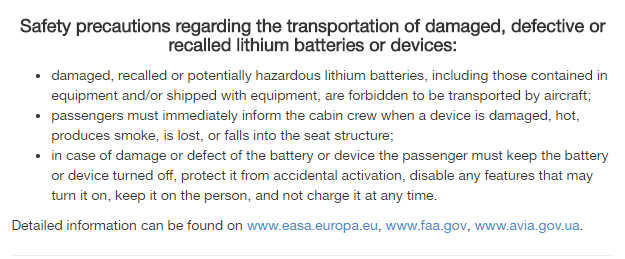 Safety precautions regarding the transportation of damaged, defective or
recalled lithium batteries or devices:
• damaged, recalled or potentially hazardous lithium batteries, including those contained in
equipment and/or shipped with equipment, are forbidden to be transported by aircraft;
• passengers must immediately inform the cabin crew when a device is damaged, hot,
produces smoke, is lost, or falls into the seat structure;
• in case of damage or defect of the battery or device the passenger must keep the battery
or device turned off, protect it from accidental activation, disable any features that may
turn it on, keep it on the person, and not charge it at any time.
Detailed information can be found on www.easa.europa.eu, www.faa.gov, www.avia.gov.ua.